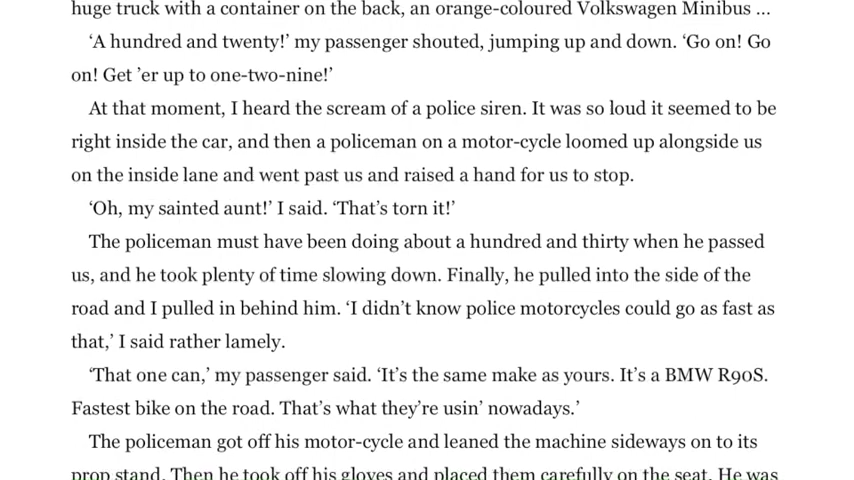 huge truck with a container on the back, an orange-coloured Volkswagen Minibus ...
‘A hundred and twenty!’ my passenger shouted, jumping up and down. ‘Go on! Go
on! Get ’er up to one-two-nine!’
At that moment, I heard the scream of a police siren. It was so loud it seemed to be
right inside the car, and then a policeman on a motor-cycle loomed up alongside us
on the inside lane and went past us and raised a hand for us to stop.
‘Oh, my sainted aunt!’ I said. ‘That’s torn it!’
The policeman must have been doing about a hundred and thirty when he passed
us, and he took plenty of time slowing down. Finally, he pulled into the side of the
road and I pulled in behind him. ‘I didn’t know police motorcycles could go as fast as
that,’ I said rather lamely.
‘That one can,’ my passenger said. ‘It’s the same make as yours. It’s a BMW R90S.
Fastest bike on the road. That’s what they’re usin’ nowadays.’
The policeman got off his motor-cycle and leaned the machine sideways on to its
prop stand. Then he took off his gloves and placed them carefully on the seat. He was